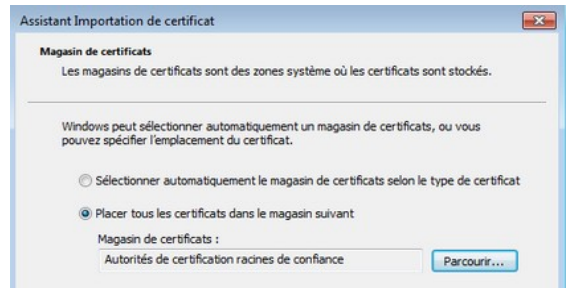 Assistant Importation de certificat
Magasin de certificats
Les magasins de certificats sont des zones système où les certificats sont stockés.
Windows peut sélectionner automatiquement un magasin de certificats, ou vous
pouvez spécifier l'emplacement du certificat.
Sélectionner automatiquement le magasin de certificats selon le type de certificat
Placer tous les certificats dans le magasin suivant
Magasin de certificats :
Autorités de certification racines de confiance
Parcourir...